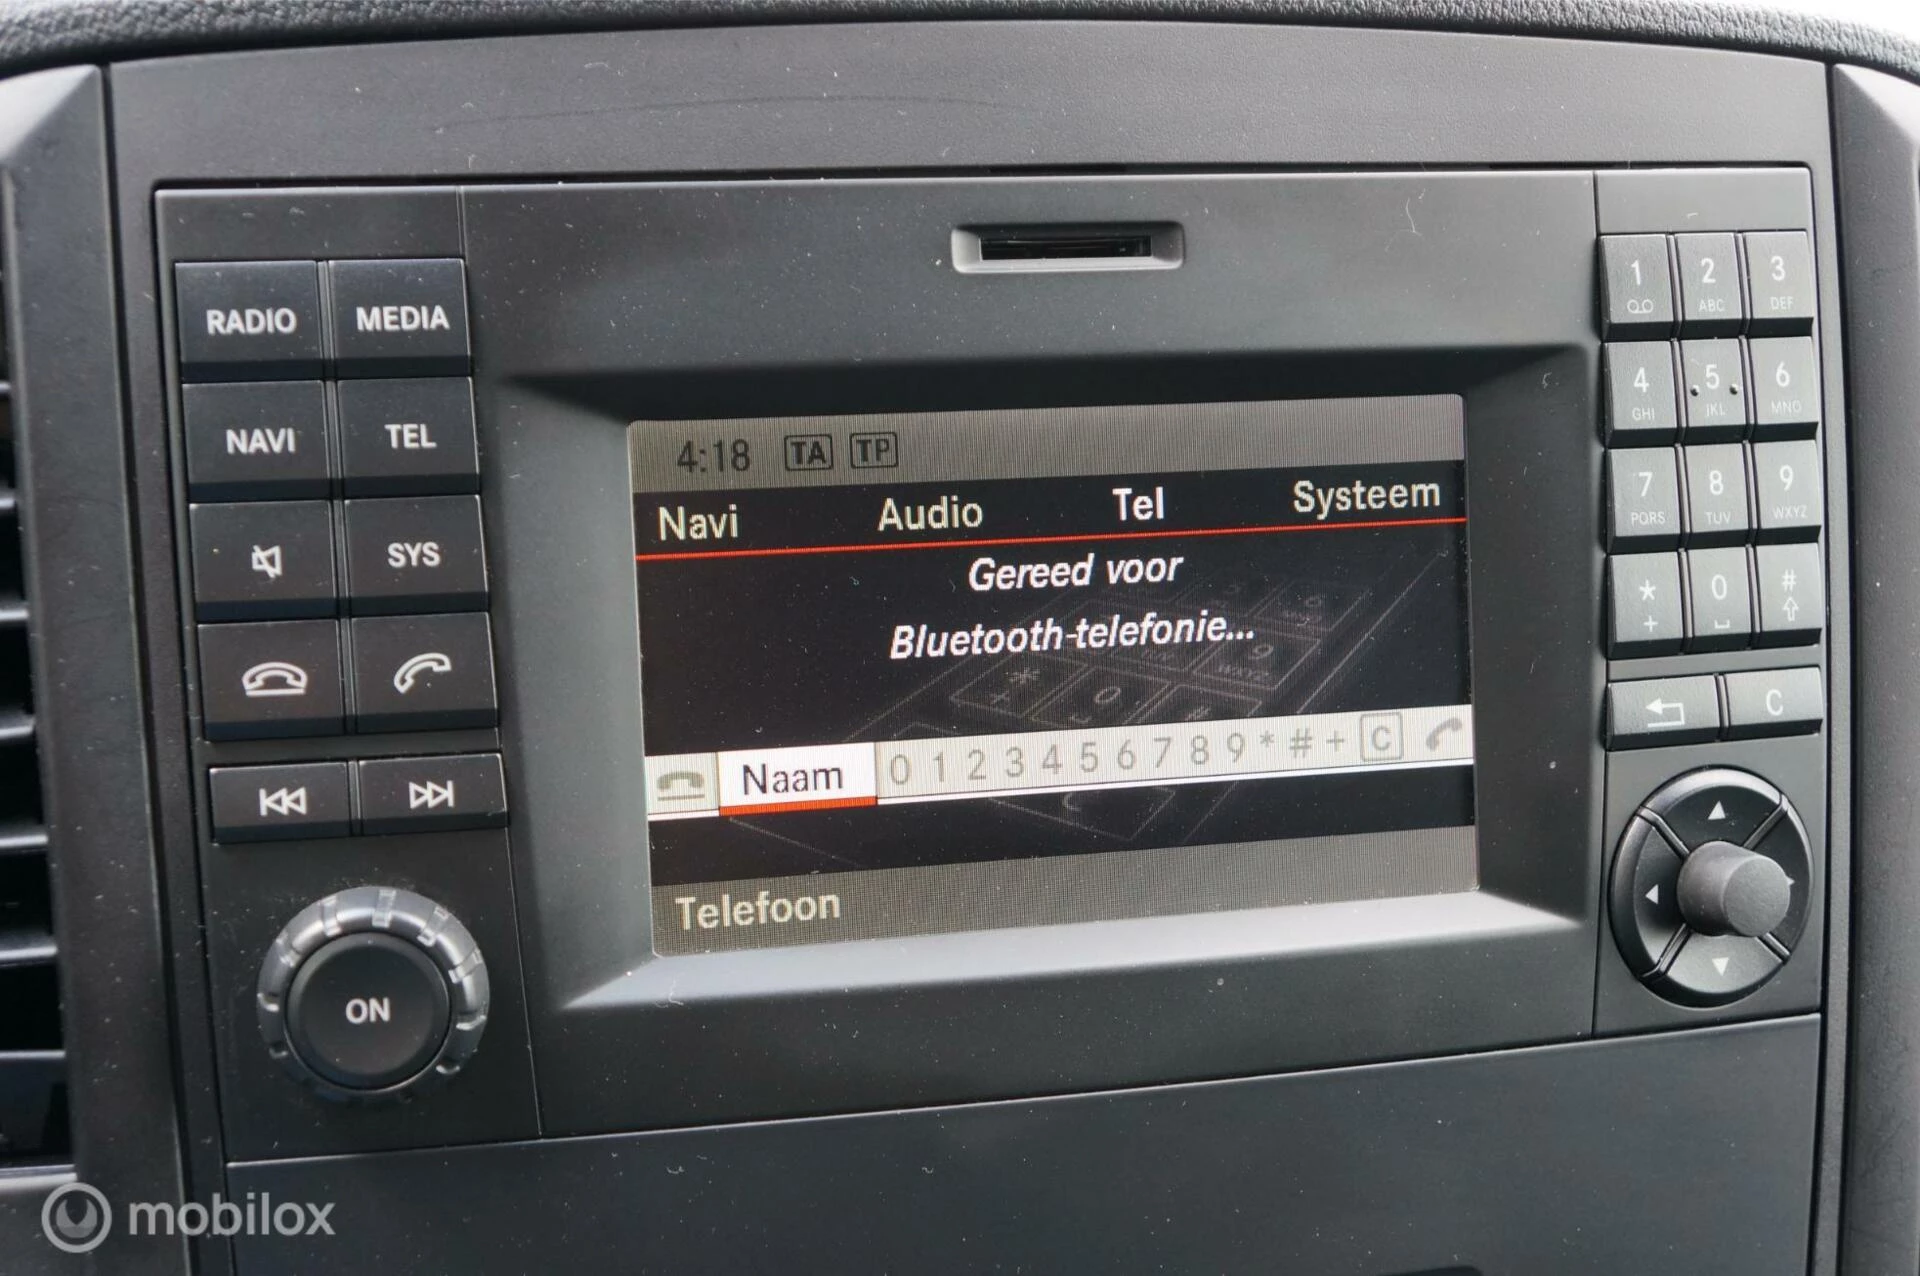 RADIO MEDIA
NAVI TEL
SYS
ON
4:18 TA TP
Navi Audio Tel Systeem
Gereed voor
Bluetooth-telefonie...
Naam 0 1 2 3 4 5 6 7 8 9 * # + C
Telefoon
1 2 3
ABC DEF
4 5 6
GHI JKL MNO
7 8 9
PQRS TUV WXYZ
* 0 #
+
C
mobilox